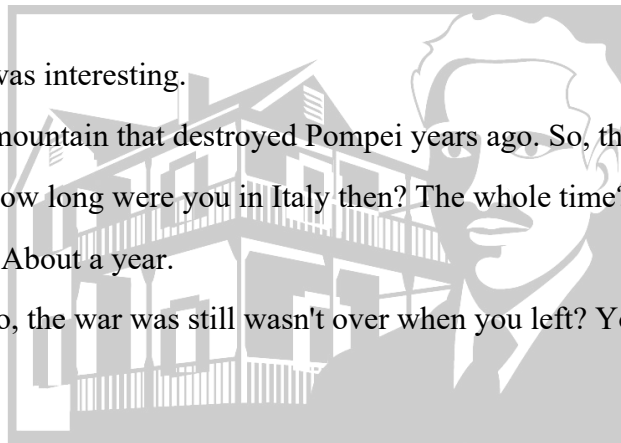 was interesting.
mountain that destroyed Pompei years ago. So, th
ow long were you in Italy then? The whole time?
About a year.
o, the war was still wasn't over when you left? Yo